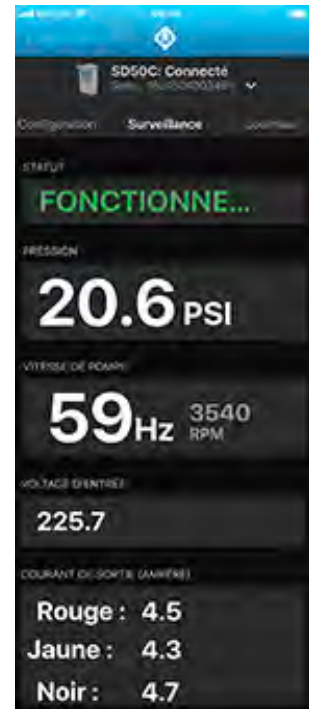 SD50C: Connecté
Configuration Surveillance Journaux
STATUT
FONCTIONNE...
PRESSION
20.6 PSI
VITESSE DE POMPE
59Hz 3540 RPM
VOLTAGE D'ENTRÉE
225.7
COURANT DE SORTIE (AMPÈRE)
Rouge : 4.5
Jaune : 4.3
Noir : 4.7